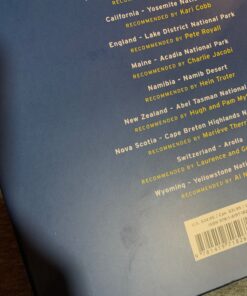 California - Yosemite Nation
RECOMMENDED BY Kari Cobb
England - Lake District National Park
RECOMMENDED BY Pete Royall
Maine - Acadia National Park
RECOMMENDED BY Charlie Jacobi
Namibia - Namib Desert
RECOMMENDED BY Hein Truter
New Zealand - Abel Tasman National
RECOMMENDED BY Hugh and Pam
Nova Scotia - Cape Breton Highlands N
RECOMMENDED BY
Switzerland - Arolla
RECOMMENDED BY Laurence and
Wyoming - Yellowstone Nati
RECOMMENDED BY Al N